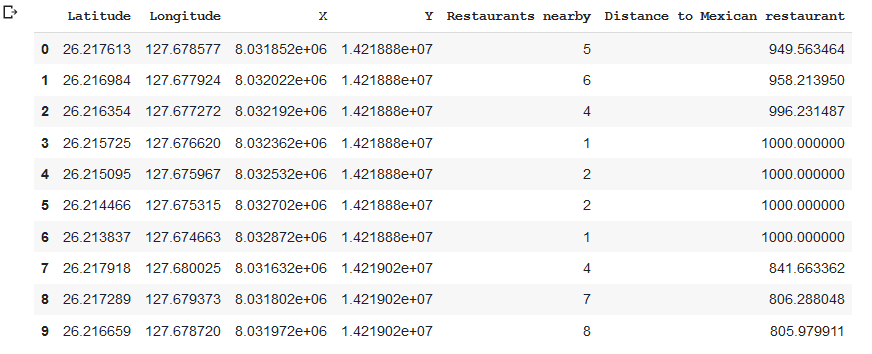 Latitude Longitude X Y Restaurants nearby Distance to Mexican restaurant
0 26.217613 127.678577 8.031852e+06 1.421888e+07 5 949.563464
1 26.216984 127.677924 8.032022e+06 1.421888e+07 6 958.213950
2 26.216354 127.677272 8.032192e+06 1.421888e+07 4 996.231487
3 26.215725 127.676620 8.032362e+06 1.421888e+07 1 1000.000000
4 26.215095 127.675967 8.032532e+06 1.421888e+07 2 1000.000000
5 26.214466 127.675315 8.032702e+06 1.421888e+07 2 1000.000000
6 26.213837 127.674663 8.032872e+06 1.421888e+07 1 1000.000000
7 26.217918 127.680025 8.031632e+06 1.421902e+07 4 841.663362
8 26.217289 127.679373 8.031802e+06 1.421902e+07 7 806.288048
9 26.216659 127.678720 8.031972e+06 1.421902e+07 8 805.979911